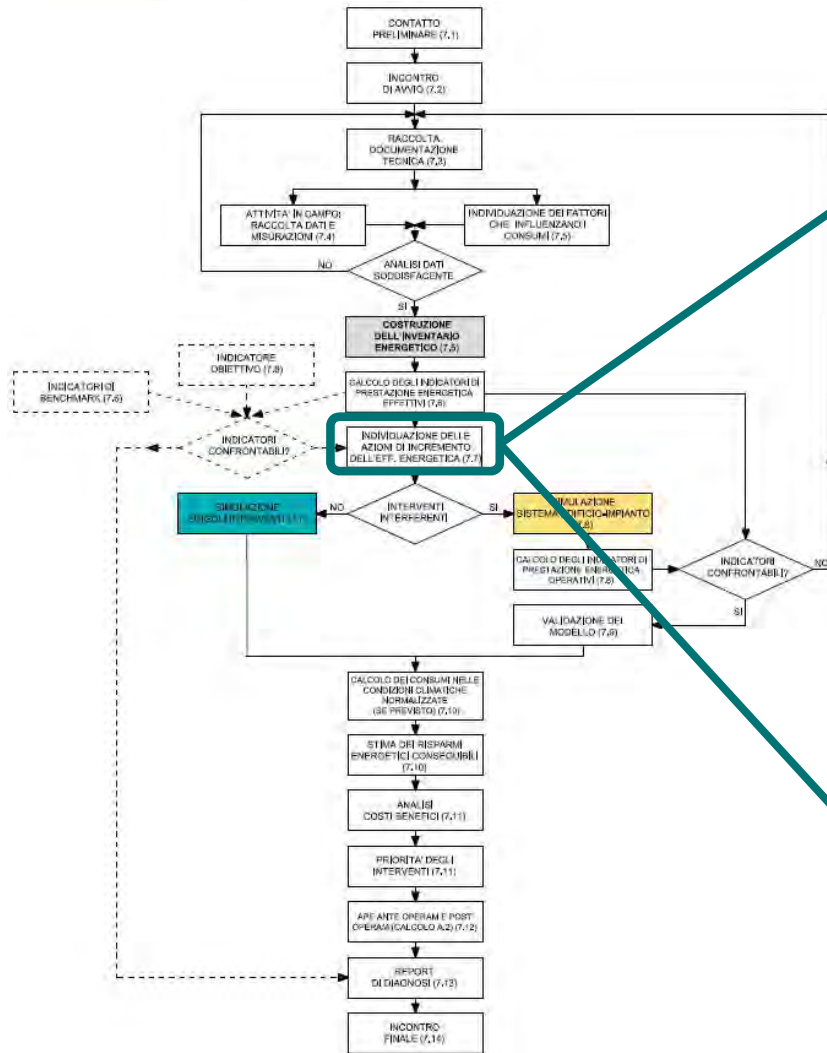 CONTATTO
PRELIMINARE (7.1)
INCONTRO
DI AVVIO (7.2)
RACCOLTA
DOCUMENTAZIONE
TECNICA (7.3)
ATTIVITA' IN CAMPO:
RACCOLTA DATI E
MISURAZIONI (7.4)
INDIVIDUAZIONE DEI FATTORI
CHE INFLUENZANO I
CONSUMI (7.5)
NO
ANALISI DATI
SODDISFACENTE
SI
COSTRUZIONE
DELL'INVENTARIO
ENERGETICO (7.5)
INDICATORE
OBIETTIVO (7.8)
INDICATORI DI
BENCHMARK (7.6)
CALCOLO DEGLI INDICATORI DI
PRESTAZIONE ENERGETICA
EFFETTIVI (7.6)
INDICATORI
CONFRONTABILI?
INDIVIDUAZIONE DELLE
AZIONI DI INCREMENTO
DELL'EFF. ENERGETICA (7.7)
SIMULAZIONE
NO
INTERVENTI
INTERFERENTI
SI
SIMULAZIONE
SISTEMA EDIFICIO-IMPIANTO
(7.8)
CALCOLO DEGLI INDICATORI DI
PRESTAZIONE ENERGETICA
OPERATIVI (7.8)
INDICATORI
CONFRONTABILI?
NO
SI
VALIDAZIONE DEL
MODELLO (7.9)
CALCOLO DEI CONSUMI NELLE
CONDIZIONI CLIMATICHE
NORMALIZZATE
(SE PREVISTO) (7.10)
STIMA DEI RISPARMI
ENERGETICI CONSEGUIBILI
(7.10)
ANALISI
COSTI BENEFICI (7.11)
PRIORITA' DEGLI
INTERVENTI (7.11)
APE ANTE OPERAM E POST
OPERAM (CALCOLO A.2) (7.12)
REPORT
DI DIAGNOSI (7.13)
INCONTRO
FINALE (7.14)